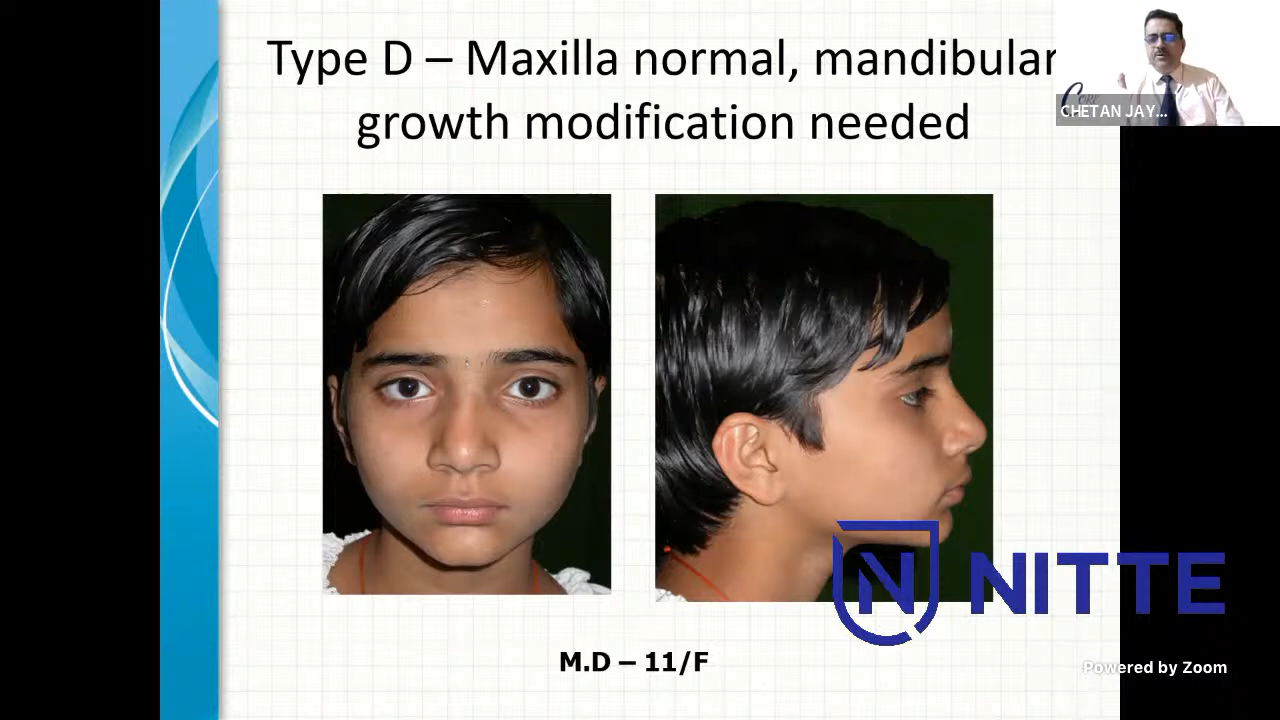 Type D – Maxilla normal, mandibular
growth modification needed
CHETAN JAY...
NITTE
M.D – 11/F
Powered by Zoom